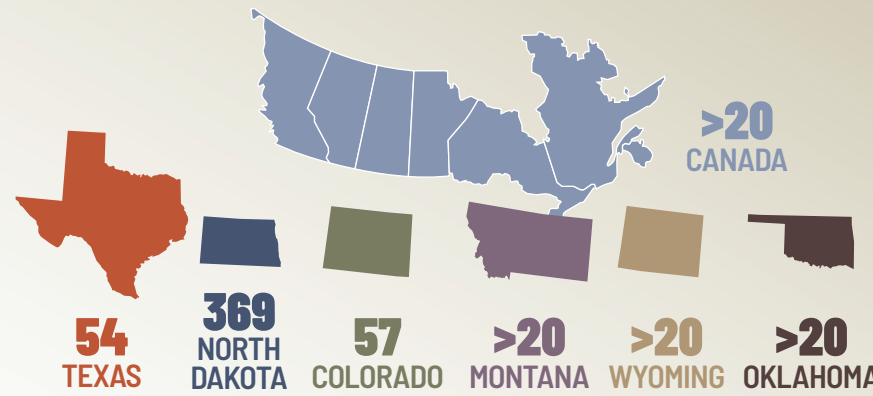 >20
CANADA
54
TEXAS
369
NORTH
DAKOTA
57
COLORADO
>20
MONTANA
>20
WYOMING
>20
OKLAHOMA